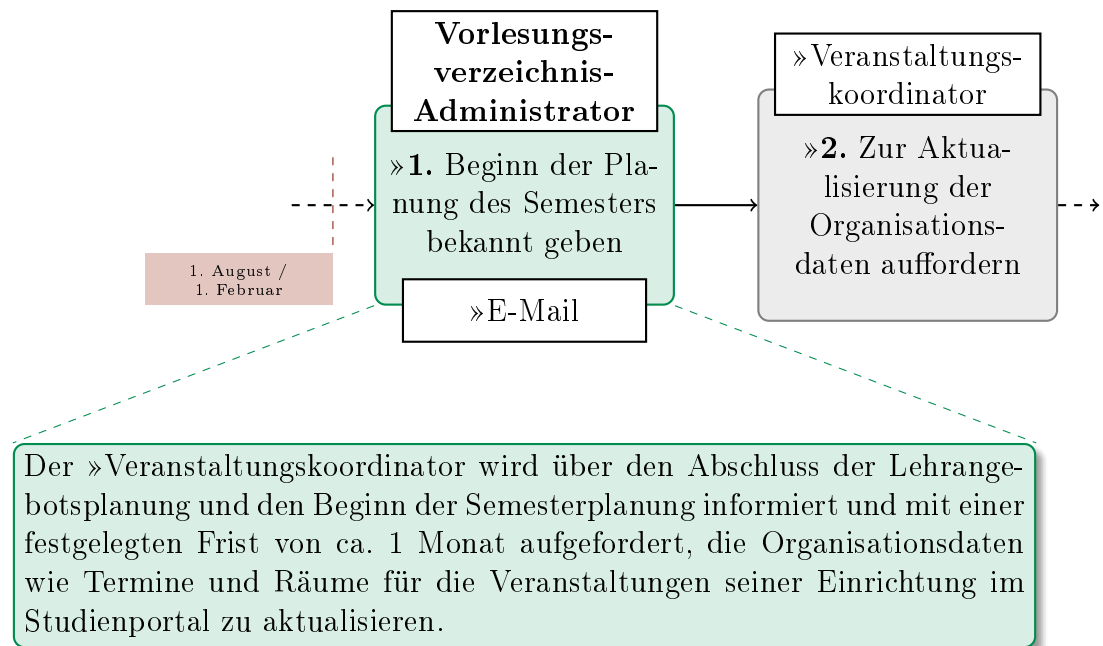 Vorlesungs-
verzeichnis-
Administrator
»1. Beginn der Pla-
nung des Semesters
bekannt geben
»E-Mail
»Veranstaltungs-
koordinator
»2. Zur Aktua-
lisierung der
Organisations-
daten auffordern
1. August /
1. Februar
Der »Veranstaltungskoordinator wird über den Abschluss der Lehrange-
botsplanung und den Beginn der Semesterplanung informiert und mit einer
festgelegten Frist von ca. 1 Monat aufgefordert, die Organisationsdaten
wie Termine und Räume für die Veranstaltungen seiner Einrichtung im
Studienportal zu aktualisieren.